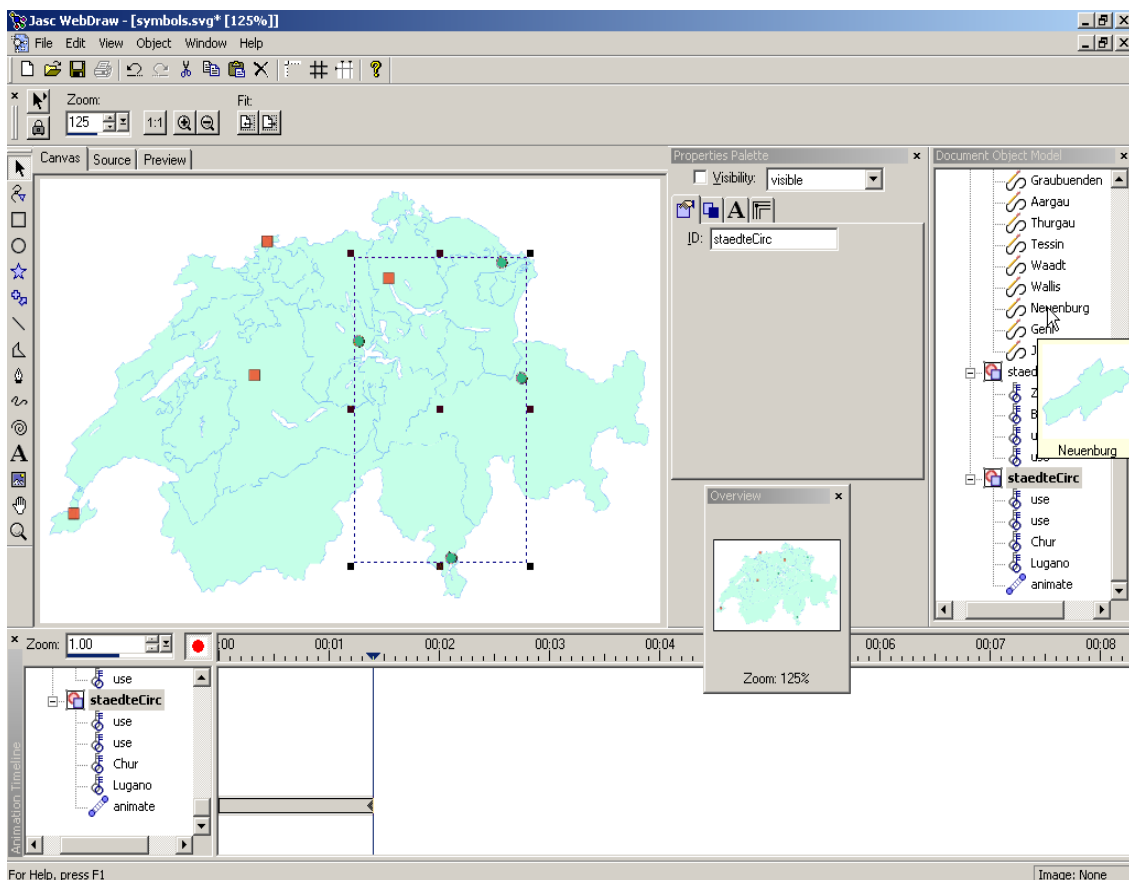 Jasc WebDraw - [symbols.svg* [125%]]
File Edit View Object Window Help
Zoom: Fit:
125 1:1
Canvas Source Preview
Properties Palette
Visibility: visible
A
ID: staedteCirc
Document Object Model
Graubuenden
Aargau
Thurgau
Tessin
Waadt
Wallis
Neuenburg
Genf
J
staed
Z
B
u
use
Neuenburg
staedteCirc
use
use
Chur
Lugano
animate
A
Overview
Zoom: 125%
Zoom: 1.00
:00 00:01 00:02 00:03 00:04 00:06 00:07 00:08
use
staedteCirc
use
use
Chur
Lugano
animate
Animation Timeline
For Help, press F1
Image: None